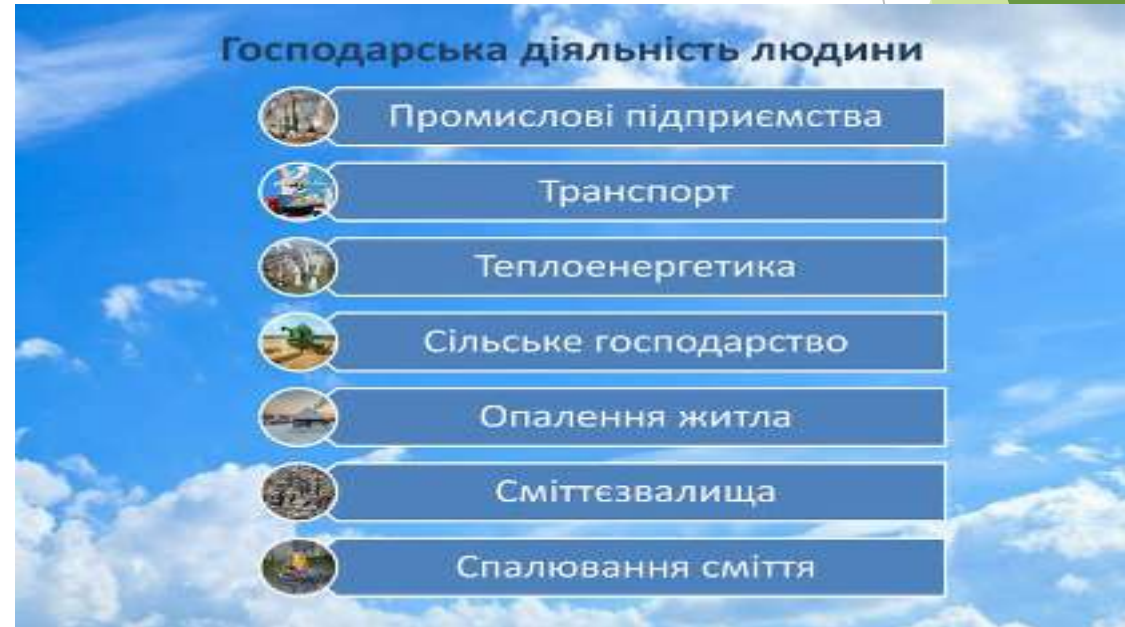 Господарська діяльність людини
Промислові підприємства
Транспорт
Теплоенергетика
Сільське господарство
Опалення житла
Сміттєзвалища
Спалювання сміття